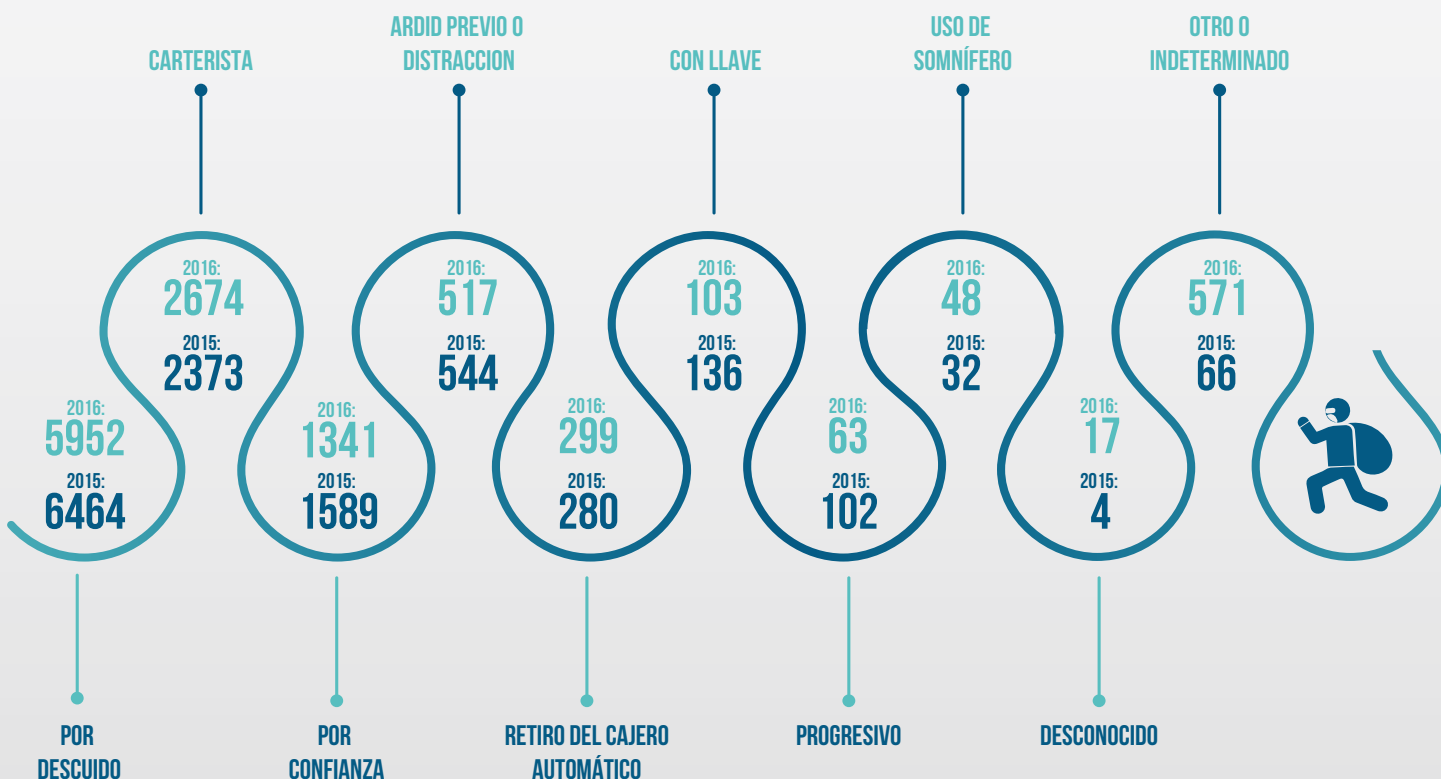 CARTERISTA
ARDID PREVIO O
DISTRACCION
CON LLAVE
USO DE
SOMNÍFERO
OTRO O
INDETERMINADO
2016:
2674
2015:
2373
2016:
517
2015:
544
2016:
103
2015:
136
2016:
48
2015:
32
2016:
571
2015:
66
2016:
5952
2015:
6464
2016:
1341
2015:
1589
2016:
299
2015:
280
2016:
63
2015:
102
2016:
17
2015:
4
POR
DESCUIDO
POR
CONFIANZA
RETIRO DEL CAJERO
AUTOMÁTICO
PROGRESIVO
DESCONOCIDO